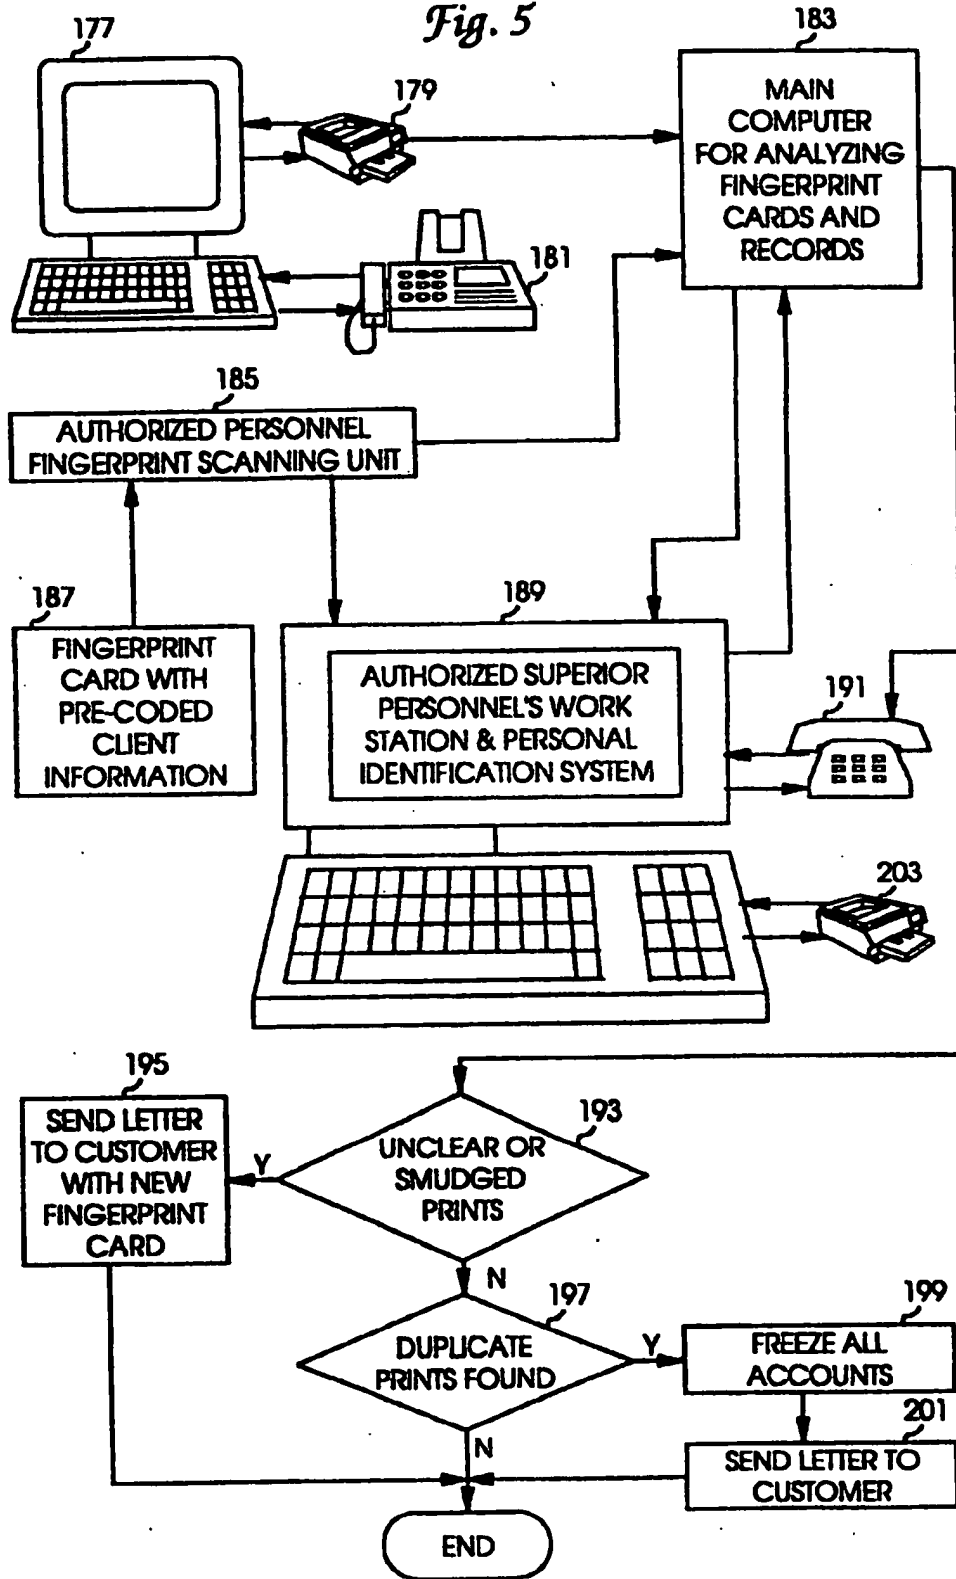 Fig. 5
177
179
181
183
MAIN
COMPUTER
FOR ANALYZING
FINGERPRINT
CARDS AND
RECORDS
185
AUTHORIZED PERSONNEL
FINGERPRINT SCANNING UNIT
187
FINGERPRINT
CARD WITH
PRE-CODED
CLIENT
INFORMATION
189
AUTHORIZED SUPERIOR
PERSONNEL'S WORK
STATION & PERSONAL
IDENTIFICATION SYSTEM
191
203
195
SEND LETTER
TO CUSTOMER
WITH NEW
FINGERPRINT
CARD
Y
193
UNCLEAR OR
SMUDGED
PRINTS
N
197
DUPLICATE
PRINTS FOUND
Y
199
FREEZE ALL
ACCOUNTS
N
201
SEND LETTER TO
CUSTOMER
END